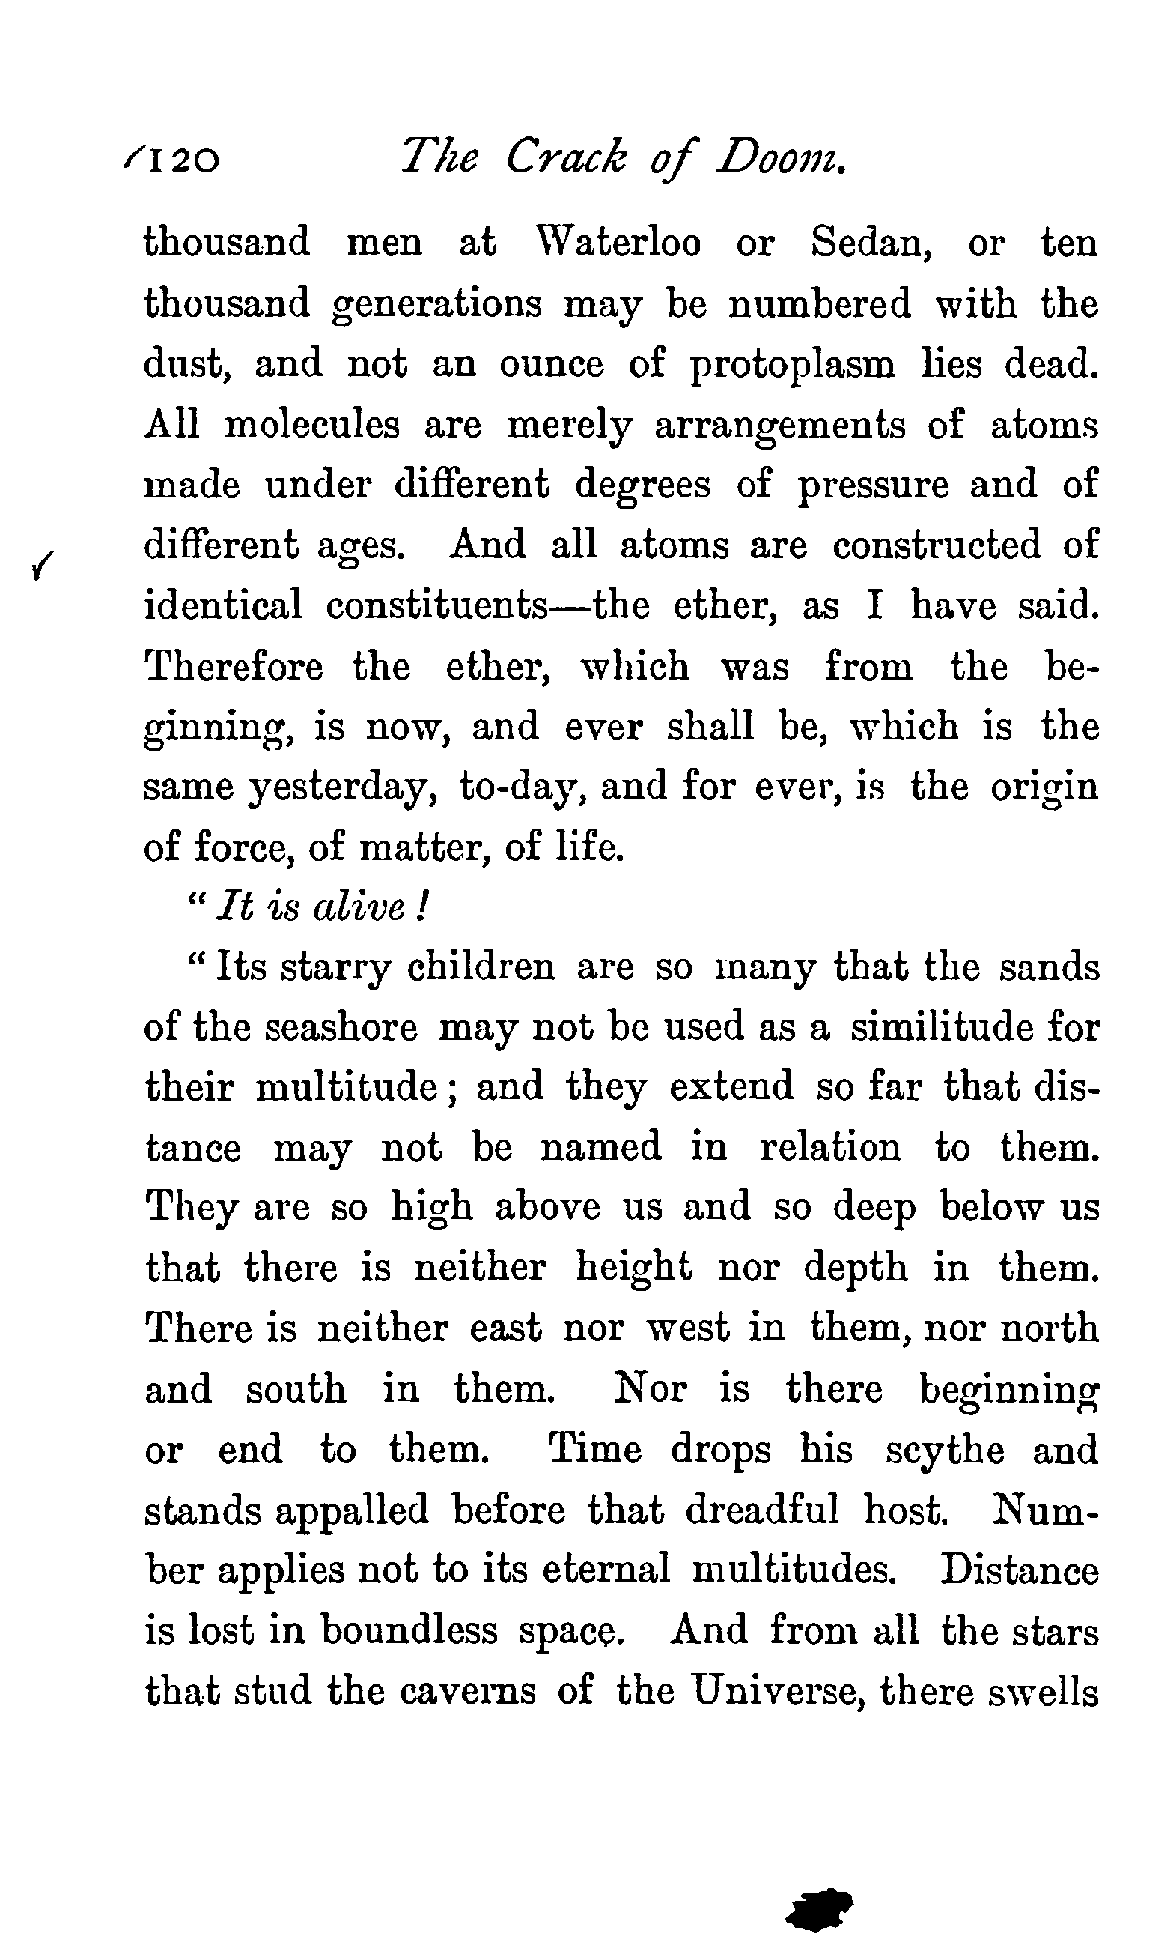 120 The Crack of Doom.
thousand men at Waterloo or Sedan, or ten
thousand generations may be numbered with the
dust, and not an ounce of protoplasm lies dead.
All molecules are merely arrangements of atoms
made under different degrees of pressure and of
different ages. And all atoms are constructed of
identical constituents—the ether, as I have said.
Therefore the ether, which was from the be-
ginning, is now, and ever shall be, which is the
same yesterday, to-day, and for ever, is the origin
of force, of matter, of life.
“ It is alive !
“ Its starry children are so many that the sands
of the seashore may not be used as a similitude for
their multitude ; and they extend so far that dis-
tance may not be named in relation to them.
They are so high above us and so deep below us
that there is neither height nor depth in them.
There is neither east nor west in them, nor north
and south in them. Nor is there beginning
or end to them. Time drops his scythe and
stands appalled before that dreadful host. Num-
ber applies not to its eternal multitudes. Distance
is lost in boundless space. And from all the stars
that stud the caverns of the Universe, there swells